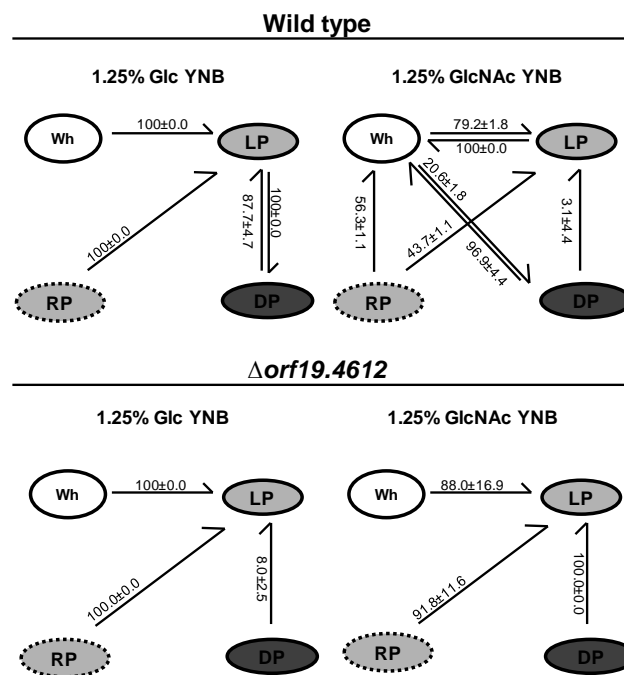 Wild type
1.25% Glc YNB
1.25% GlcNAc YNB
Wh
100±0.0
LP
100±0.0
87.7±4.7
100±0.0
RP
DP
Wh
79.2±1.8
100±0.0
LP
20.6±1.8
96.9±4.4
56.3±1.1
43.7±1.1
3.1±4.4
RP
DP
Δorf19.4612
1.25% Glc YNB
1.25% GlcNAc YNB
Wh
100±0.0
LP
100.0±0.0
8.0±2.5
RP
DP
Wh
88.0±16.9
LP
91.8±11.6
100.0±0.0
RP
DP